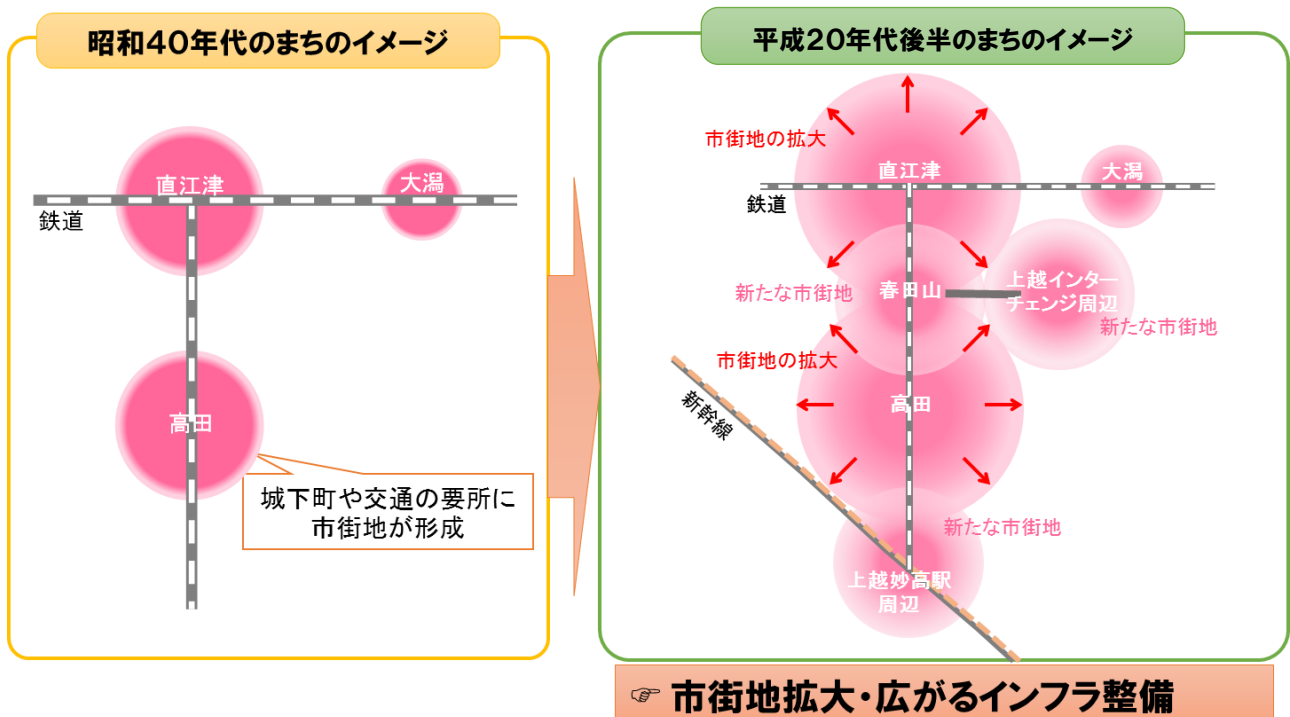 昭和40年代のまちのイメージ
直江津
大潟
鉄道
高田
城下町や交通の要所に
市街地が形成
平成20年代後半のまちのイメージ
市街地の拡大
直江津
大潟
鉄道
新たな市街地
春日山
上越インター
チェンジ周辺
新たな市街地
市街地の拡大
高田
新幹線
新たな市街地
上越妙高駅
周辺
☞ 市街地拡大・広がるインフラ整備